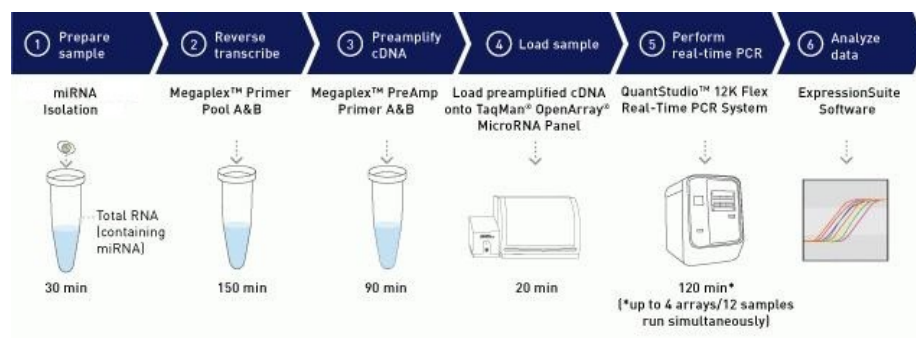 1 Prepare
sample
2 Reverse
transcribe
3 Preamplify
cDNA
4 Load sample
5 Perform
real-time PCR
6 Analyze
data
miRNA
Isolation
Megaplex™ Primer
Pool A&B
Megaplex™ PreAmp
Primer A&B
Load preamplified cDNA
onto TaqMan® OpenArray®
MicroRNA Panel
QuantStudio™ 12K Flex
Real-Time PCR System
ExpressionSuite
Software
Total RNA
(containing
miRNA)
30 min
150 min
90 min
20 min
120 min*
(*up to 4 arrays/12 samples
run simultaneously)